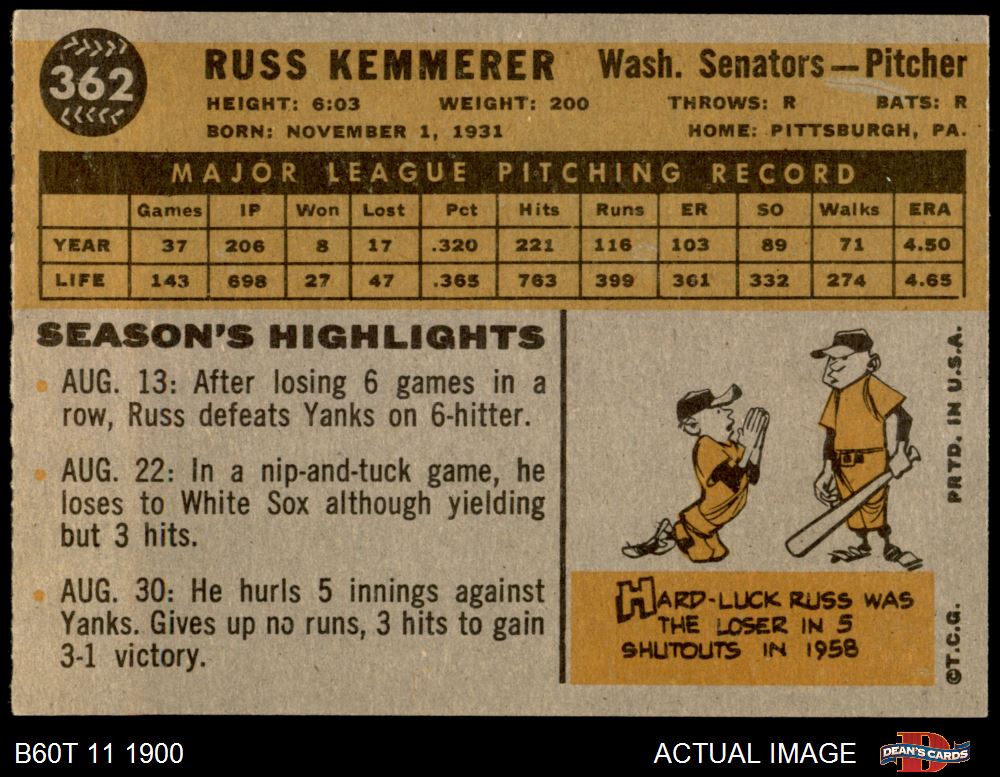 362
RUSS KEMMERER Wash. Senators—Pitcher
HEIGHT: 6:03 WEIGHT: 200 THROWS: R BATS: R
BORN: NOVEMBER 1, 1931 HOME: PITTSBURGH, PA.
MAJOR LEAGUE PITCHING RECORD
Games IP Won Lost Pct Hits Runs ER SO Walks ERA
YEAR 37 206 8 17 .320 221 116 103 89 71 4.50
LIFE 143 698 27 47 .365 763 399 361 332 274 4.65
SEASON'S HIGHLIGHTS
• AUG. 13: After losing 6 games in a
row, Russ defeats Yanks on 6-hitter.
• AUG. 22: In a nip-and-tuck game, he
loses to White Sox although yielding
but 3 hits.
• AUG. 30: He hurls 5 innings against
Yanks. Gives up no runs, 3 hits to gain
3-1 victory.
HARD-LUCK RUSS WAS
THE LOSER IN 5
SHUTOUTS IN 1958
©T.C.G. PRTD. IN U.S.A.
B60T 11 1900 ACTUAL IMAGE
DEAN'S CARDS